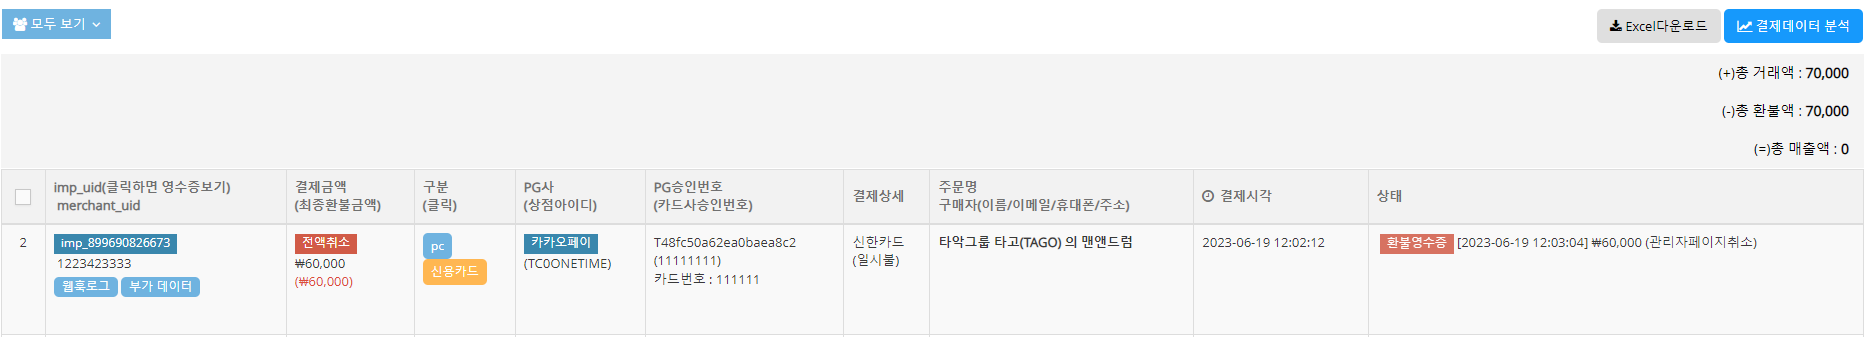 모두 보기
Excel다운로드
결제데이터 분석
(+)총 거래액 : 70,000
(-)총 환불액 : 70,000
(=)총 매출액 : 0
imp_uid(클릭하면 영수증보기)
merchant_uid
결제금액
(최종환불금액)
구분
(클릭)
PG사
(상점아이디)
PG승인번호
(카드사승인번호)
결제상세
주문명
구매자(이름/이메일/휴대폰/주소)
결제시각
상태
2
imp_899690826673
1223423333
웹훅로그 부가 데이터
전액취소
₩60,000
(₩60,000)
pc
신용카드
카카오페이
(TC0ONETIME)
T48fc50a62ea0baea8c2
(11111111)
카드번호 : 111111
신한카드
(일시불)
타악그룹 타고(TAGO) 의 맨앤드럼
2023-06-19 12:02:12
환불영수증 [2023-06-19 12:03:04] ₩60,000 (관리자페이지취소)